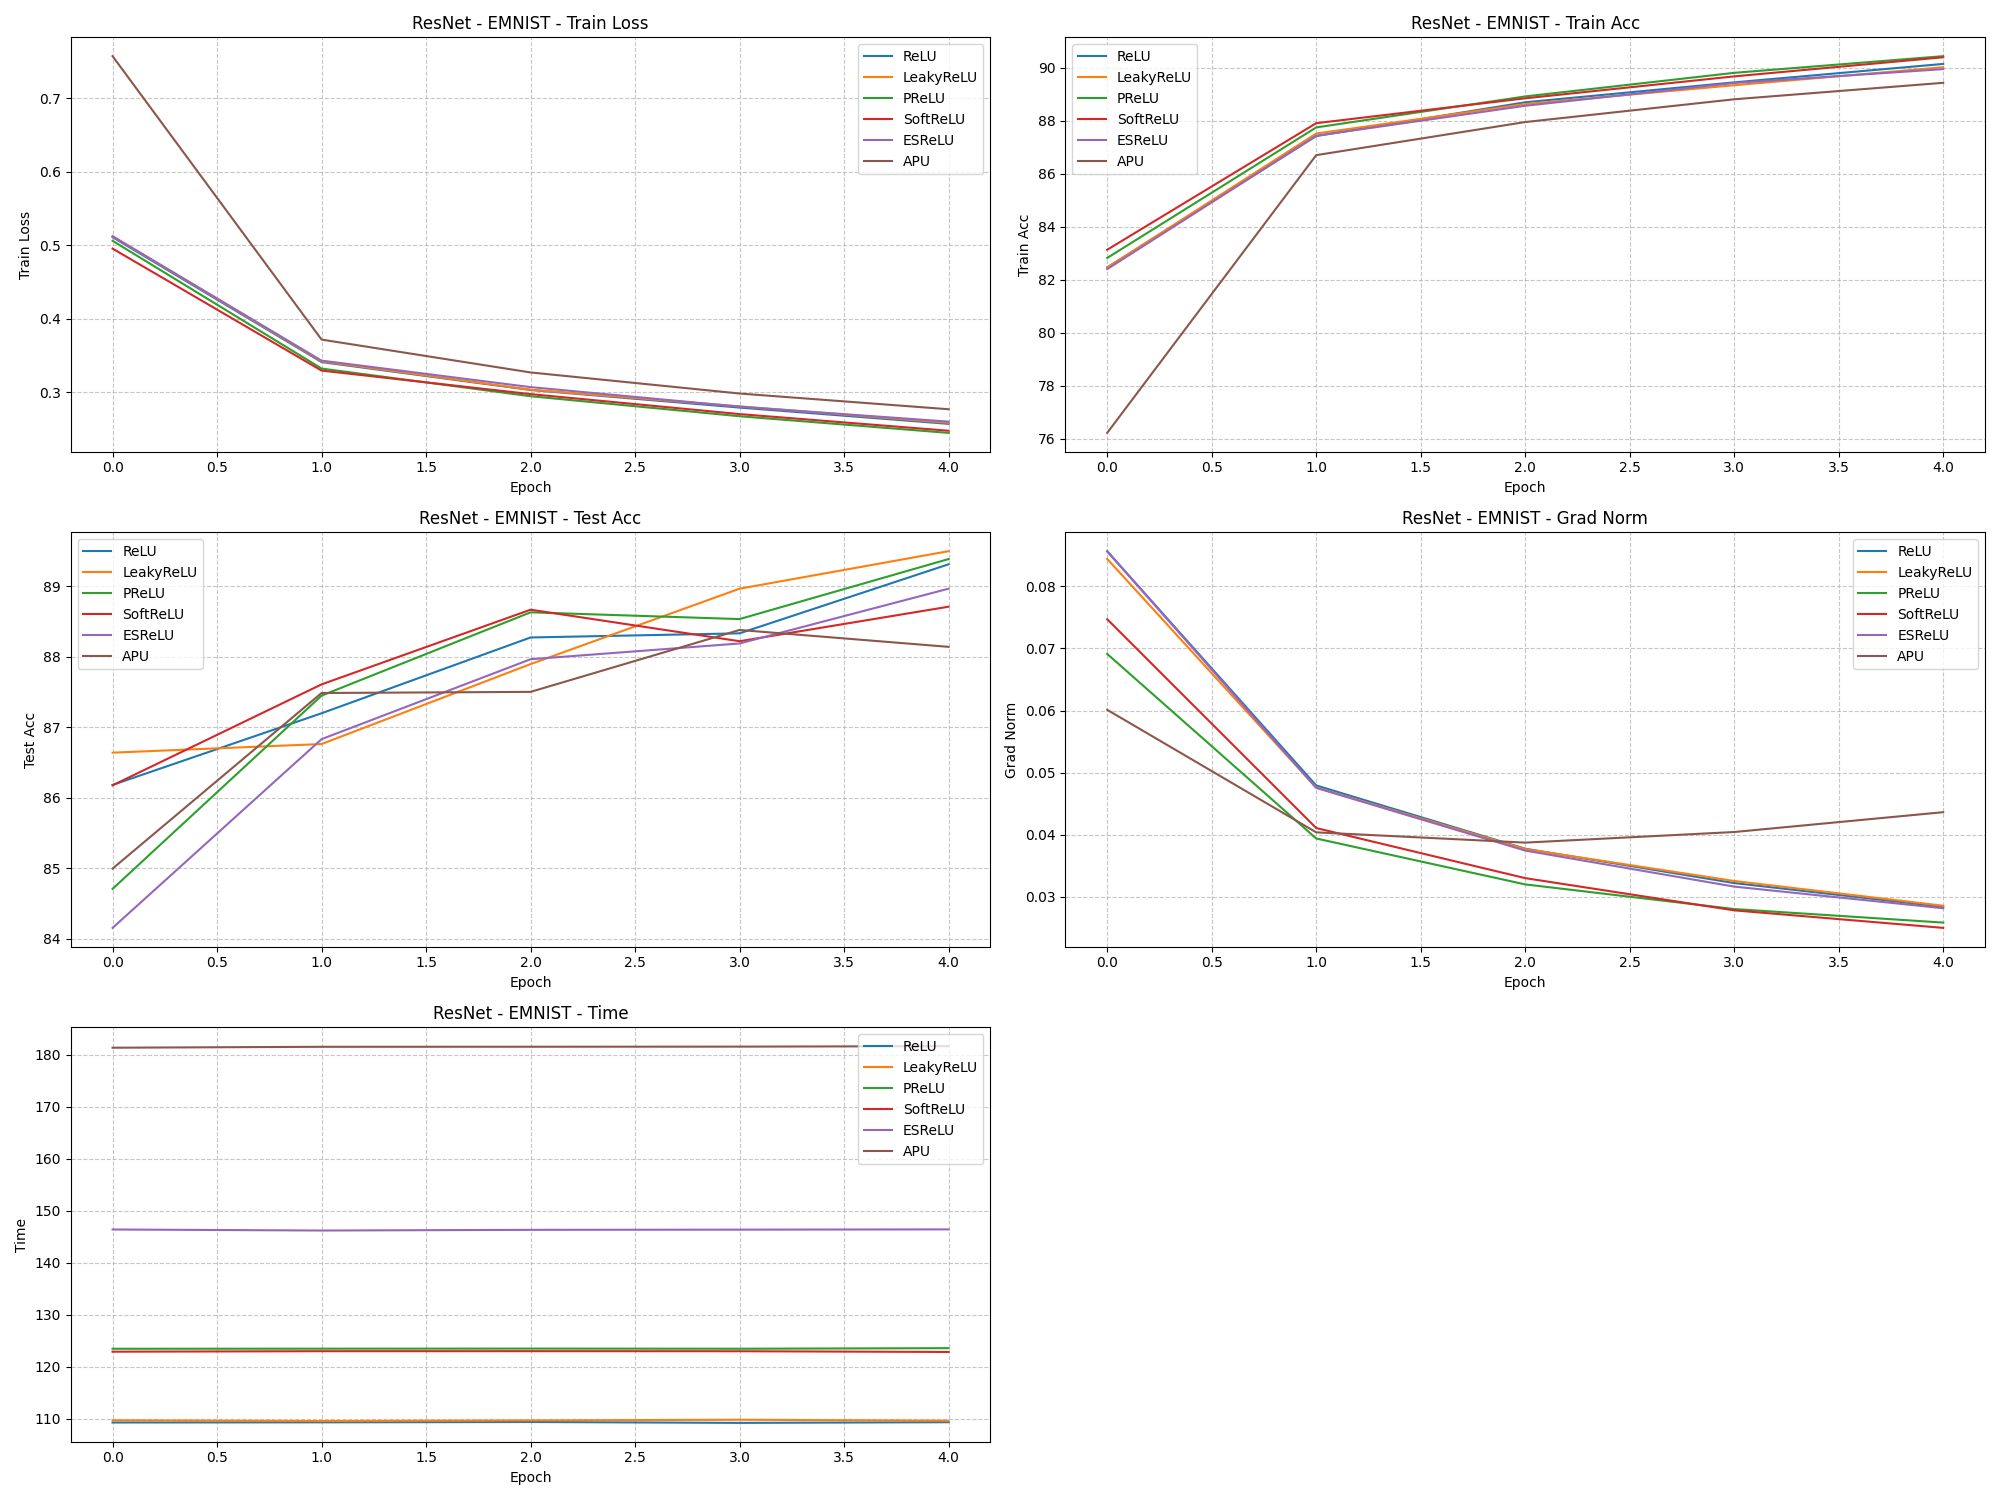 ResNet - EMNIST - Train Loss
Train Loss
0.7
0.6
0.5
0.4
0.3
ReLU
LeakyReLU
PReLU
SoftReLU
ESReLU
APU
0.0 0.5 1.0 1.5 2.0 2.5 3.0 3.5 4.0
Epoch
ResNet - EMNIST - Train Acc
Train Acc
90
88
86
84
82
80
78
76
ReLU
LeakyReLU
PReLU
SoftReLU
ESReLU
APU
0.0 0.5 1.0 1.5 2.0 2.5 3.0 3.5 4.0
Epoch
ResNet - EMNIST - Test Acc
Test Acc
89
88
87
86
85
84
ReLU
LeakyReLU
PReLU
SoftReLU
ESReLU
APU
0.0 0.5 1.0 1.5 2.0 2.5 3.0 3.5 4.0
Epoch
ResNet - EMNIST - Grad Norm
Grad Norm
0.08
0.07
0.06
0.05
0.04
0.03
ReLU
LeakyReLU
PReLU
SoftReLU
ESReLU
APU
0.0 0.5 1.0 1.5 2.0 2.5 3.0 3.5 4.0
Epoch
ResNet - EMNIST - Time
Time
180
170
160
150
140
130
120
110
ReLU
LeakyReLU
PReLU
SoftReLU
ESReLU
APU
0.0 0.5 1.0 1.5 2.0 2.5 3.0 3.5 4.0
Epoch